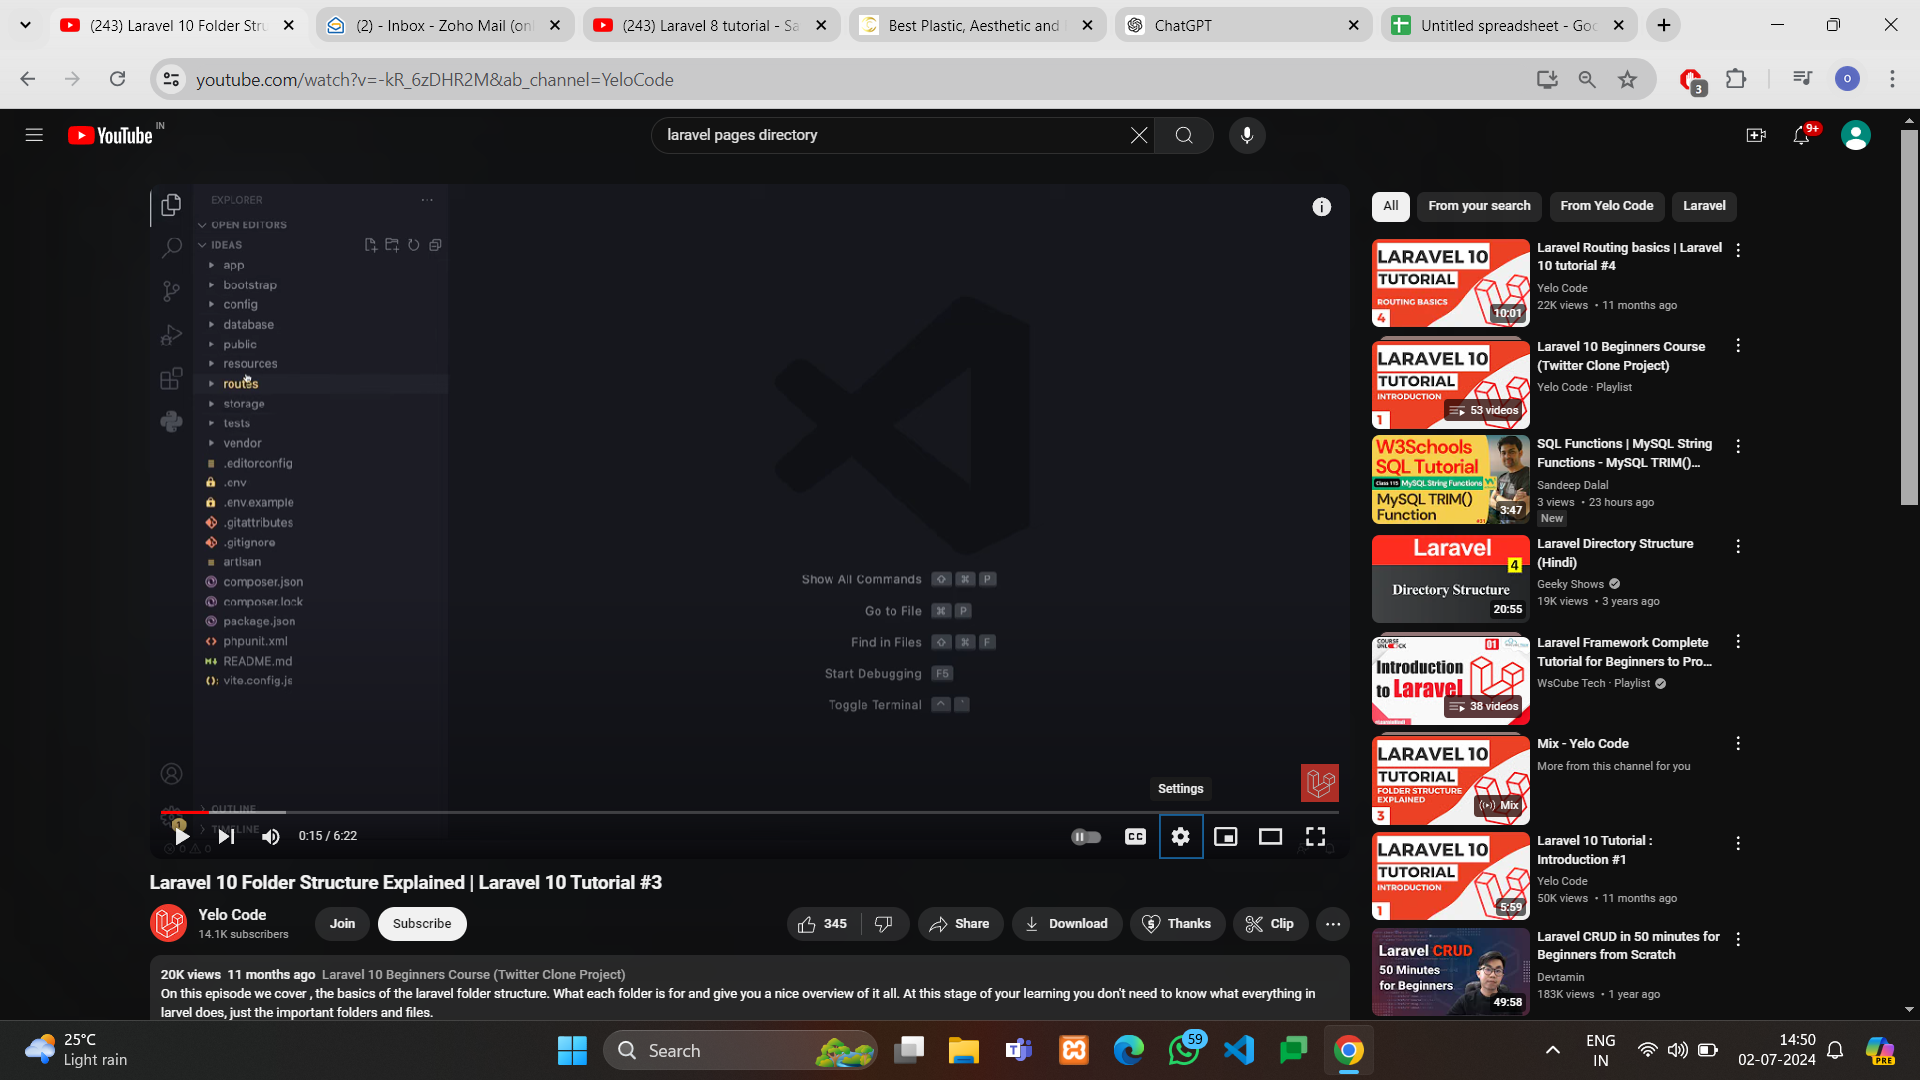 (243) Laravel 10 Folder Stru
(2) - Inbox - Zoho Mail (onl
(243) Laravel 8 tutorial - Sa
Best Plastic, Aesthetic and
ChatGPT
Untitled spreadsheet - Goo
youtube.com/watch?v=-kR_6zDHR2M&ab_channel=YeloCode
3
O
YouTube IN
laravel pages directory
9+
EXPLORER
OPEN EDITORS
IDEAS
app
bootstrap
config
database
public
resources
routes
storage
tests
vendor
.editorconfig
.env
.env.example
.gitattributes
.gitignore
artisan
composer.json
composer.lock
package.json
phpunit.xml
README.md
vite.config.js
OUTLINE
TIMELINE
Show All Commands ⇧ ⌘ P
Go to File ⌘ P
Find in Files ⇧ ⌘ F
Start Debugging F5
Toggle Terminal ^ `
Settings
0:15 / 6:22
CC
Laravel 10 Folder Structure Explained | Laravel 10 Tutorial #3
Yelo Code
14.1K subscribers
Join
Subscribe
345
Share
Download
Thanks
Clip
20K views 11 months ago Laravel 10 Beginners Course (Twitter Clone Project)
On this episode we cover , the basics of the laravel folder structure. What each folder is for and give you a nice overview of it all. At this stage of your learning you don't need to know what everything in
larvel does, just the important folders and files.
All
From your search
From Yelo Code
Laravel
LARAVEL 10
TUTORIAL
ROUTING BASICS
4
10:01
Laravel Routing basics | Laravel
10 tutorial #4
Yelo Code
22K views • 11 months ago
LARAVEL 10
TUTORIAL
INTRODUCTION
1
53 videos
Laravel 10 Beginners Course
(Twitter Clone Project)
Yelo Code · Playlist
W3Schools
SQL Tutorial
Class 115 MySQL String Functions
MySQL TRIM()
Function
3:47
SQL Functions | MySQL String
Functions - MySQL TRIM()...
Sandeep Dalal
3 views • 23 hours ago
New
Laravel
4
Directory Structure
20:55
Laravel Directory Structure
(Hindi)
Geeky Shows
19K views • 3 years ago
01
Introduction
to Laravel
38 videos
Laravel Framework Complete
Tutorial for Beginners to Pro...
WsCube Tech · Playlist
LARAVEL 10
TUTORIAL
FOLDER STRUCTURE
EXPLAINED
3
Mix
Mix - Yelo Code
More from this channel for you
LARAVEL 10
TUTORIAL
INTRODUCTION
1
5:59
Laravel 10 Tutorial :
Introduction #1
Yelo Code
50K views • 11 months ago
Laravel CRUD
50 Minutes
for Beginners
49:58
Laravel CRUD in 50 minutes for
Beginners from Scratch
Devtamin
183K views • 1 year ago
25°C
Light rain
Search
59
ENG
IN
14:50
02-07-2024
PRE